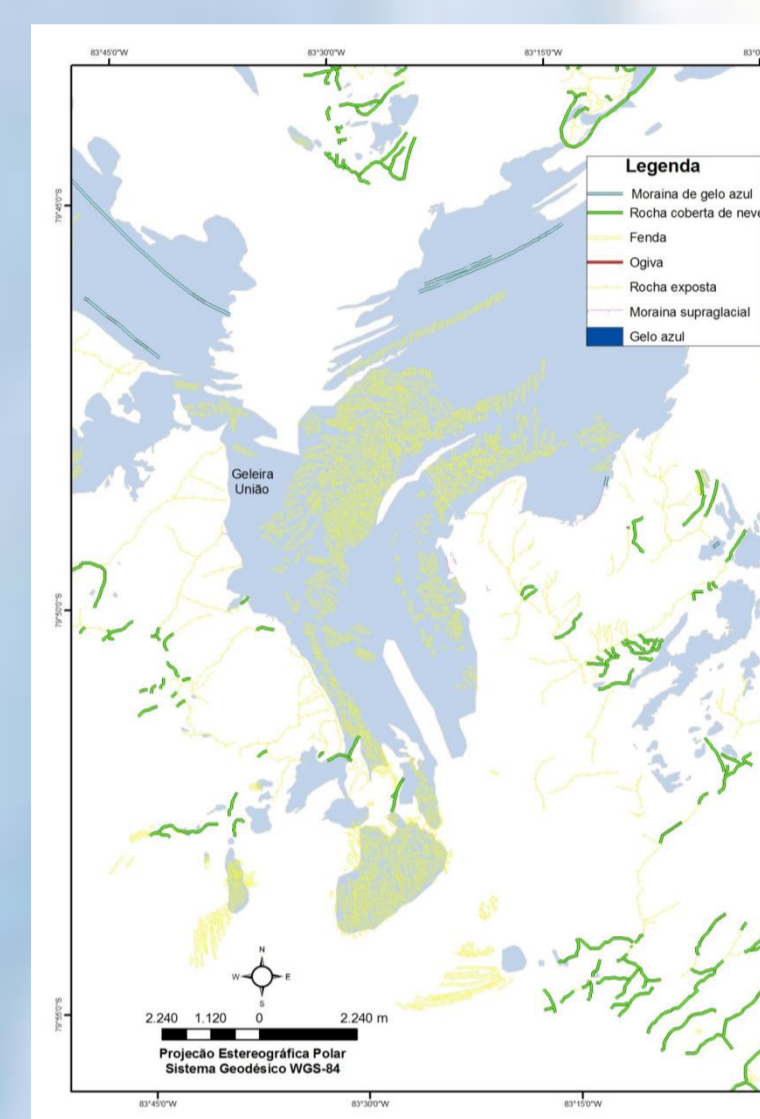 83°45'0"W
83°30'0"W
83°15'0"W
Legenda
Moraina de gelo azul
Rocha coberta de neve
Fenda
Ogiva
Rocha exposta
Moraina supraglacial
Gelo azul
79°45'0"S
Geleira
União
79°50'0"S
79°55'0"S
N
W
E
S
2.240 1.120 0 2.240 m
Projecão Estereográfica Polar
Sistema Geodésico WGS-84
83°45'0"W
83°30'0"W
83°15'0"W